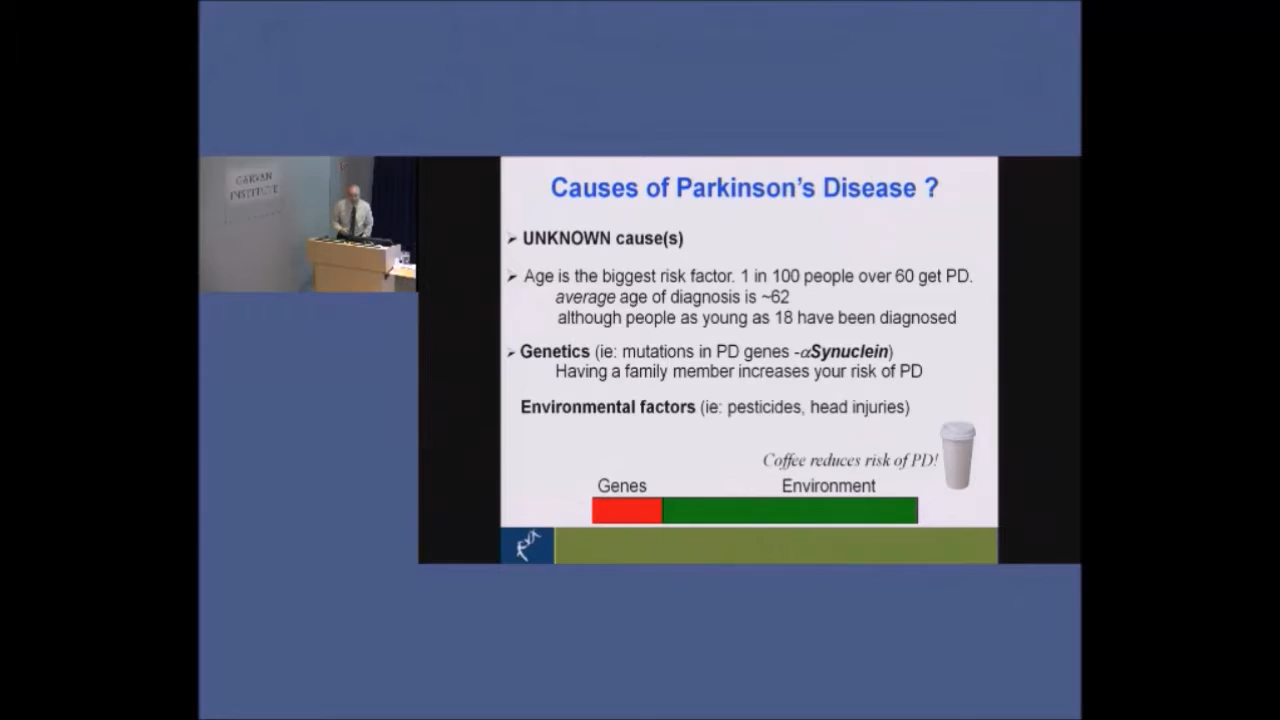 GARVAN
INSTITUTE
Causes of Parkinson's Disease ?
➢ UNKNOWN cause(s)
➢ Age is the biggest risk factor. 1 in 100 people over 60 get PD.
average age of diagnosis is ~62
although people as young as 18 have been diagnosed
➢ Genetics (ie: mutations in PD genes -αSynuclein)
Having a family member increases your risk of PD
Environmental factors (ie: pesticides, head injuries)
Coffee reduces risk of PD!
Genes Environment